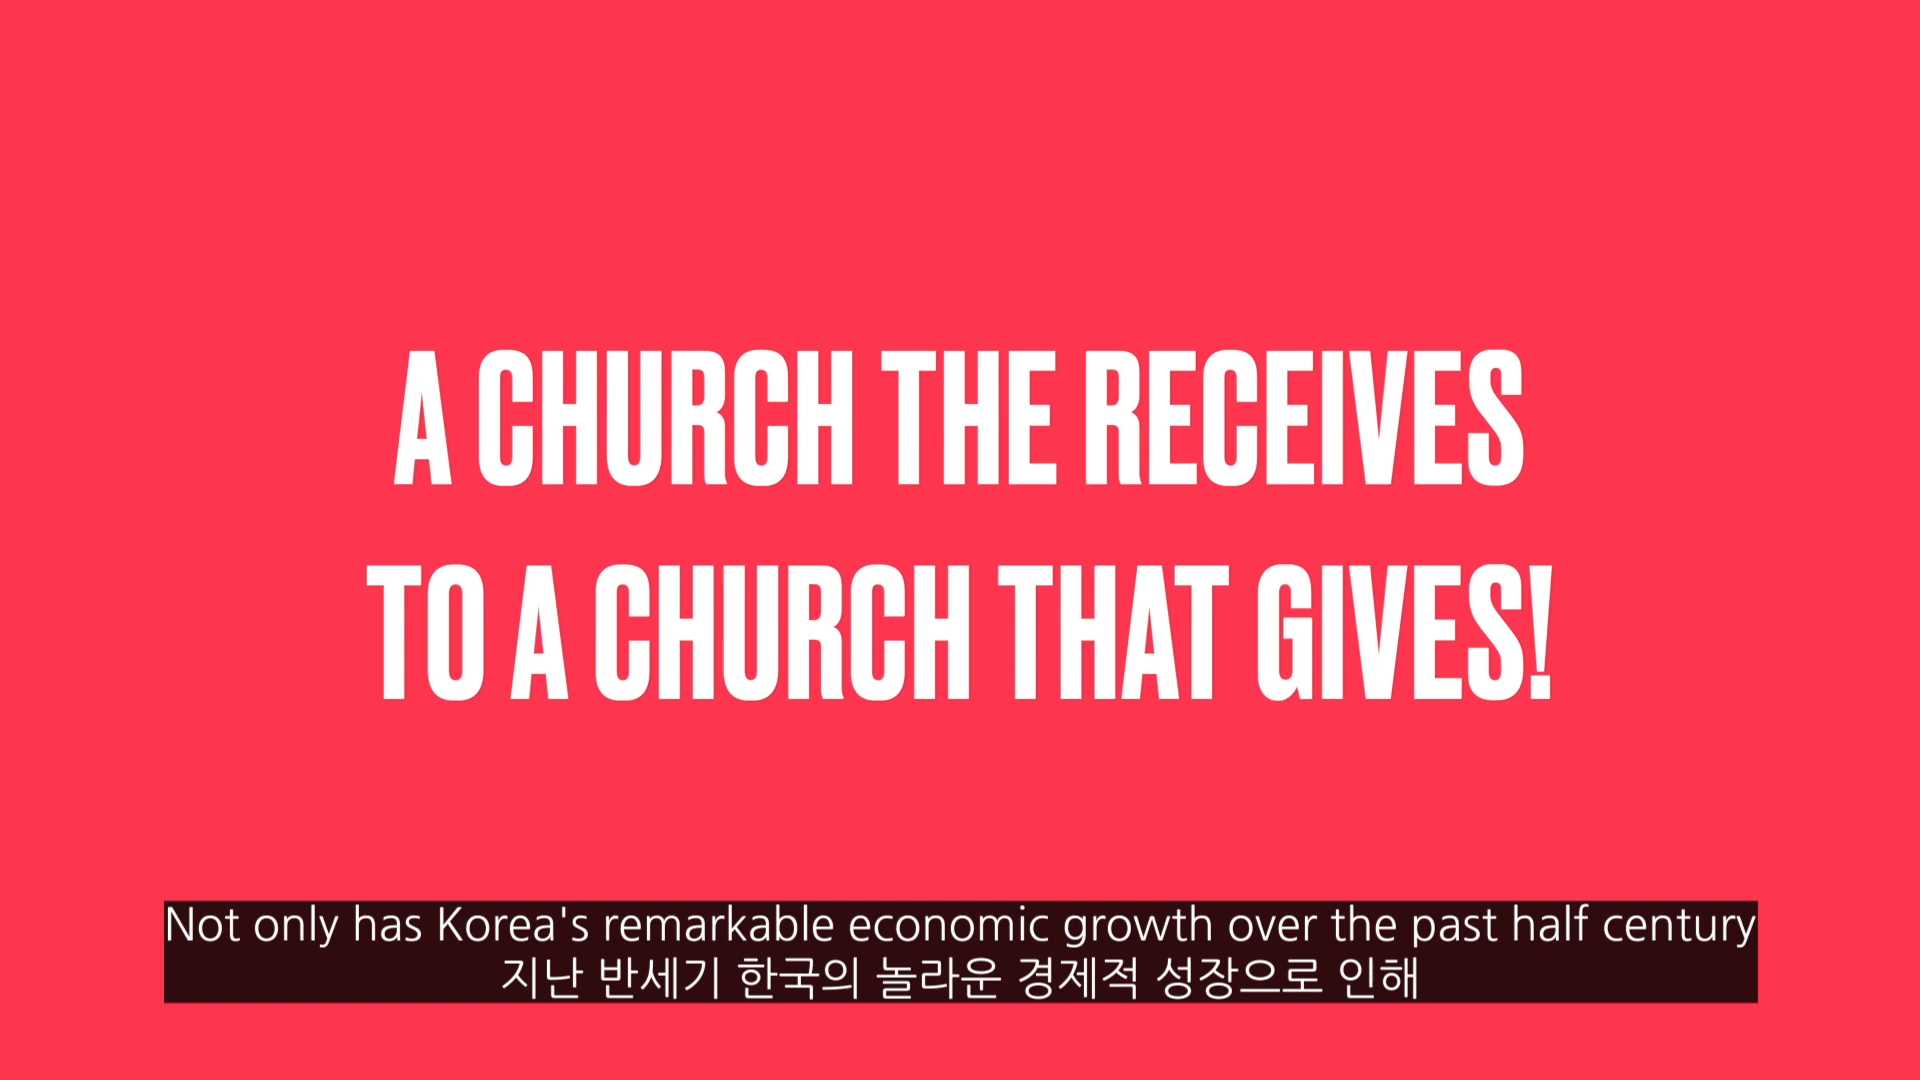 A CHURCH THE RECEIVES
TO A CHURCH THAT GIVES!
Not only has Korea's remarkable economic growth over the past half century
지난 반세기 한국의 놀라운 경제적 성장으로 인해